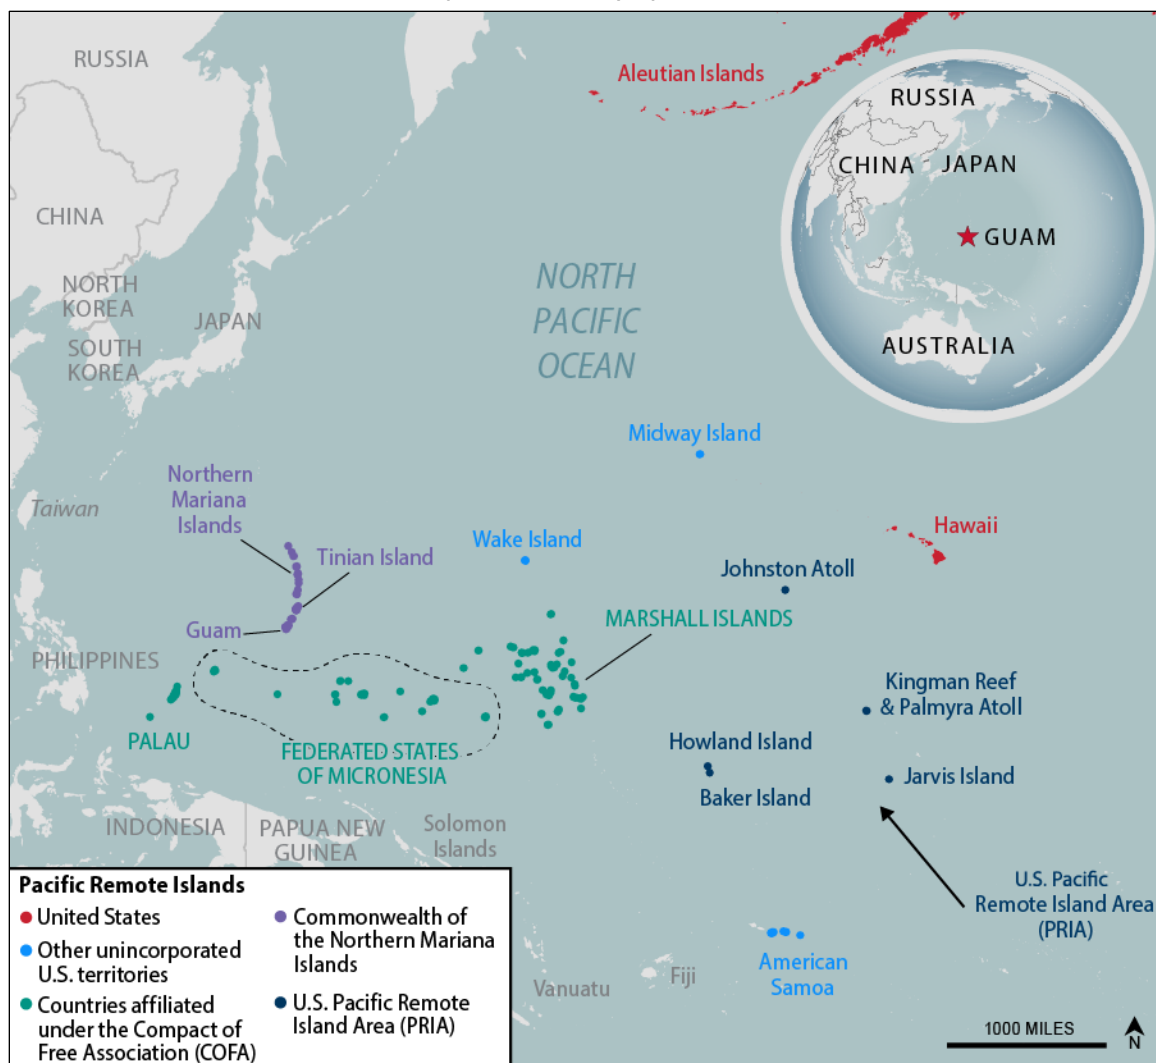 RUSSIA
Aleutian Islands
RUSSIA
CHINA
JAPAN
GUAM
AUSTRALIA
CHINA
NORTH
KOREA
JAPAN
SOUTH
KOREA
NORTH
PACIFIC
OCEAN
Midway Island
Northern
Mariana
Islands
Taiwan
Tinian Island
Wake Island
Hawaii
Johnston Atoll
Guam
MARSHALL ISLANDS
PHILIPPINES
Kingman Reef
& Palmyra Atoll
PALAU
FEDERATED STATES
OF MICRONESIA
Howland Island
Baker Island
Jarvis Island
INDONESIA
PAPUA NEW
GUINEA
Solomon
Islands
U.S. Pacific
Remote Island Area
(PRIA)
Pacific Remote Islands
United States
Other unincorporated
U.S. territories
Countries affiliated
under the Compact of
Free Association (COFA)
Commonwealth of
the Northern Mariana
Islands
U.S. Pacific Remote
Island Area (PRIA)
Vanuatu
Fiji
American
Samoa
1000 MILES
N